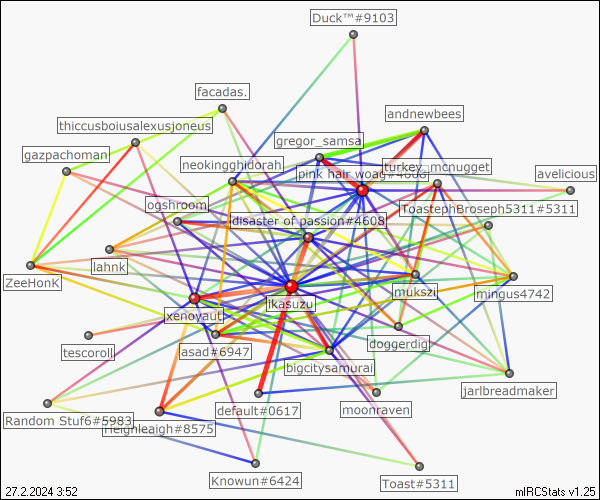 Duck™#9103
facadas.
andnewbees
thiccusboiusalexusjoneus
gregor_samsa
gazpachoman
neokingghidorah
turkey_mcnugget
pink hair woag
avelicious
ogshroom
ToastephBroseph5311#5311
disaster of passion#4608
lahnk
ZeeHonK
mukszi
mingus4742
ikasuzu
xenoyaut
doggerdig
asad#6947
tescoroll
bigcitysamurai
jarlbreadmaker
default#0617
moonraven
Random Stuf6#5983
Heighleigh#8575
Knowun#6424
Toast#5311
27.2.2024 3:52
mIRCStats v1.25